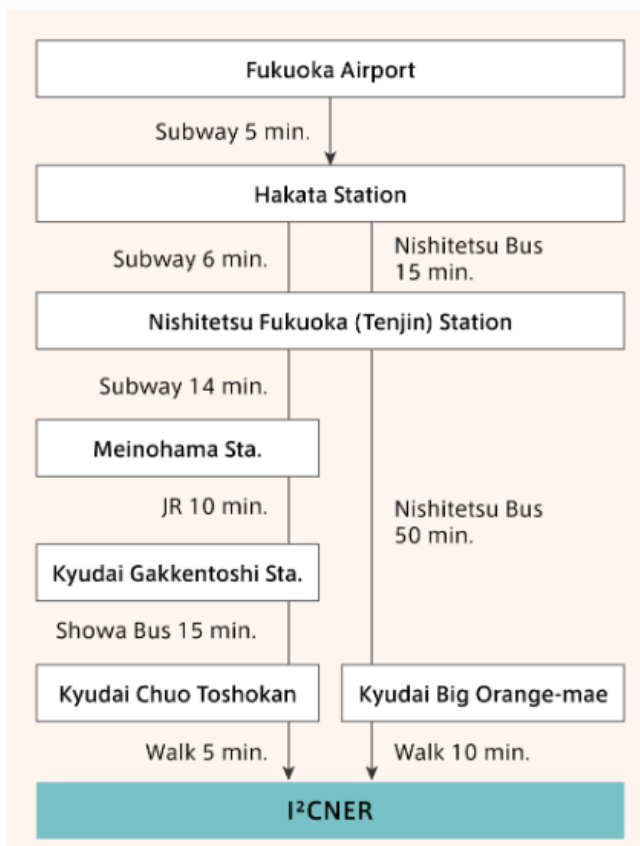 Fukuoka Airport
Subway 5 min.
Hakata Station
Subway 6 min.
Nishitetsu Bus
15 min.
Nishitetsu Fukuoka (Tenjin) Station
Subway 14 min.
Meinohama Sta.
JR 10 min.
Nishitetsu Bus
50 min.
Kyudai Gakkentoshi Sta.
Showa Bus 15 min.
Kyudai Chuo Toshokan
Kyudai Big Orange-mae
Walk 5 min.
Walk 10 min.
I²CNER